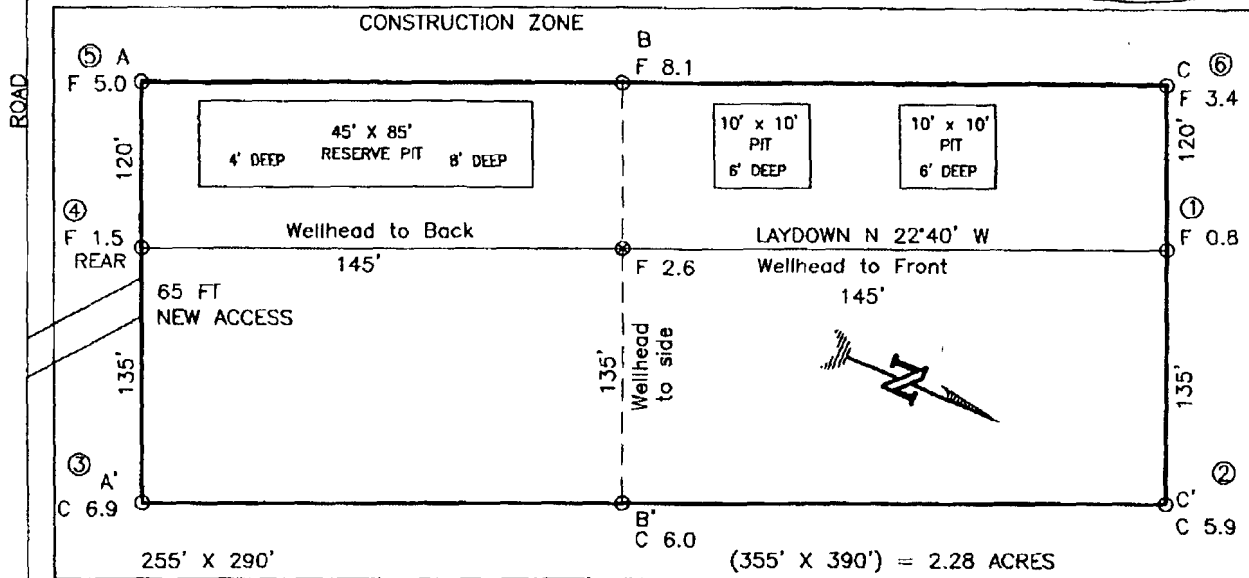 CONSTRUCTION ZONE
ROAD
⑤ A
F 5.0
B
F 8.1
C ⑥
F 3.4
120'
45' X 85'
RESERVE PIT
4' DEEP 8' DEEP
10' x 10'
PIT
6' DEEP
10' x 10'
PIT
6' DEEP
120'
④
F 1.5
REAR
Wellhead to Back
145'
F 2.6
LAYDOWN N 22°40' W
Wellhead to Front
145'
①
F 0.8
65 FT
NEW ACCESS
135'
135'
Wellhead
to side
N
135'
③ A'
C 6.9
B'
C 6.0
②
C'
C 5.9
255' X 290'
(355' X 390') = 2.28 ACRES